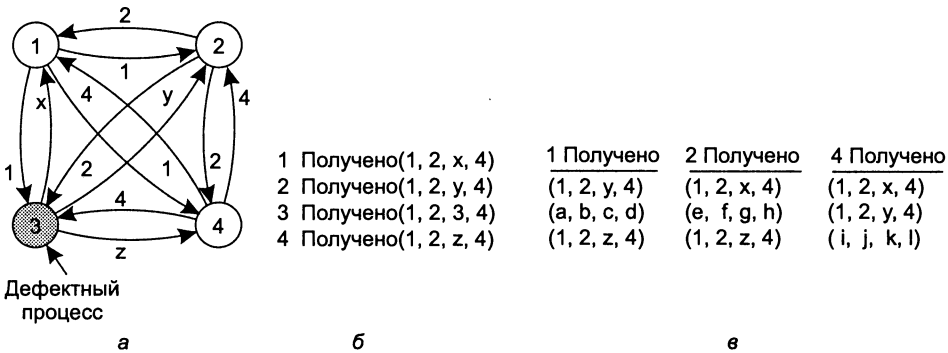 2
1 2
1
x 4 y 4
1 2 1 2
3 4 4
z
Дефектный
процесс
а
1 Получено(1, 2, x, 4)
2 Получено(1, 2, y, 4)
3 Получено(1, 2, 3, 4)
4 Получено(1, 2, z, 4)
б
1 Получено 2 Получено 4 Получено
(1, 2, y, 4) (1, 2, x, 4) (1, 2, x, 4)
(a, b, c, d) (e, f, g, h) (1, 2, y, 4)
(1, 2, z, 4) (1, 2, z, 4) ( i, j, k, l)
в